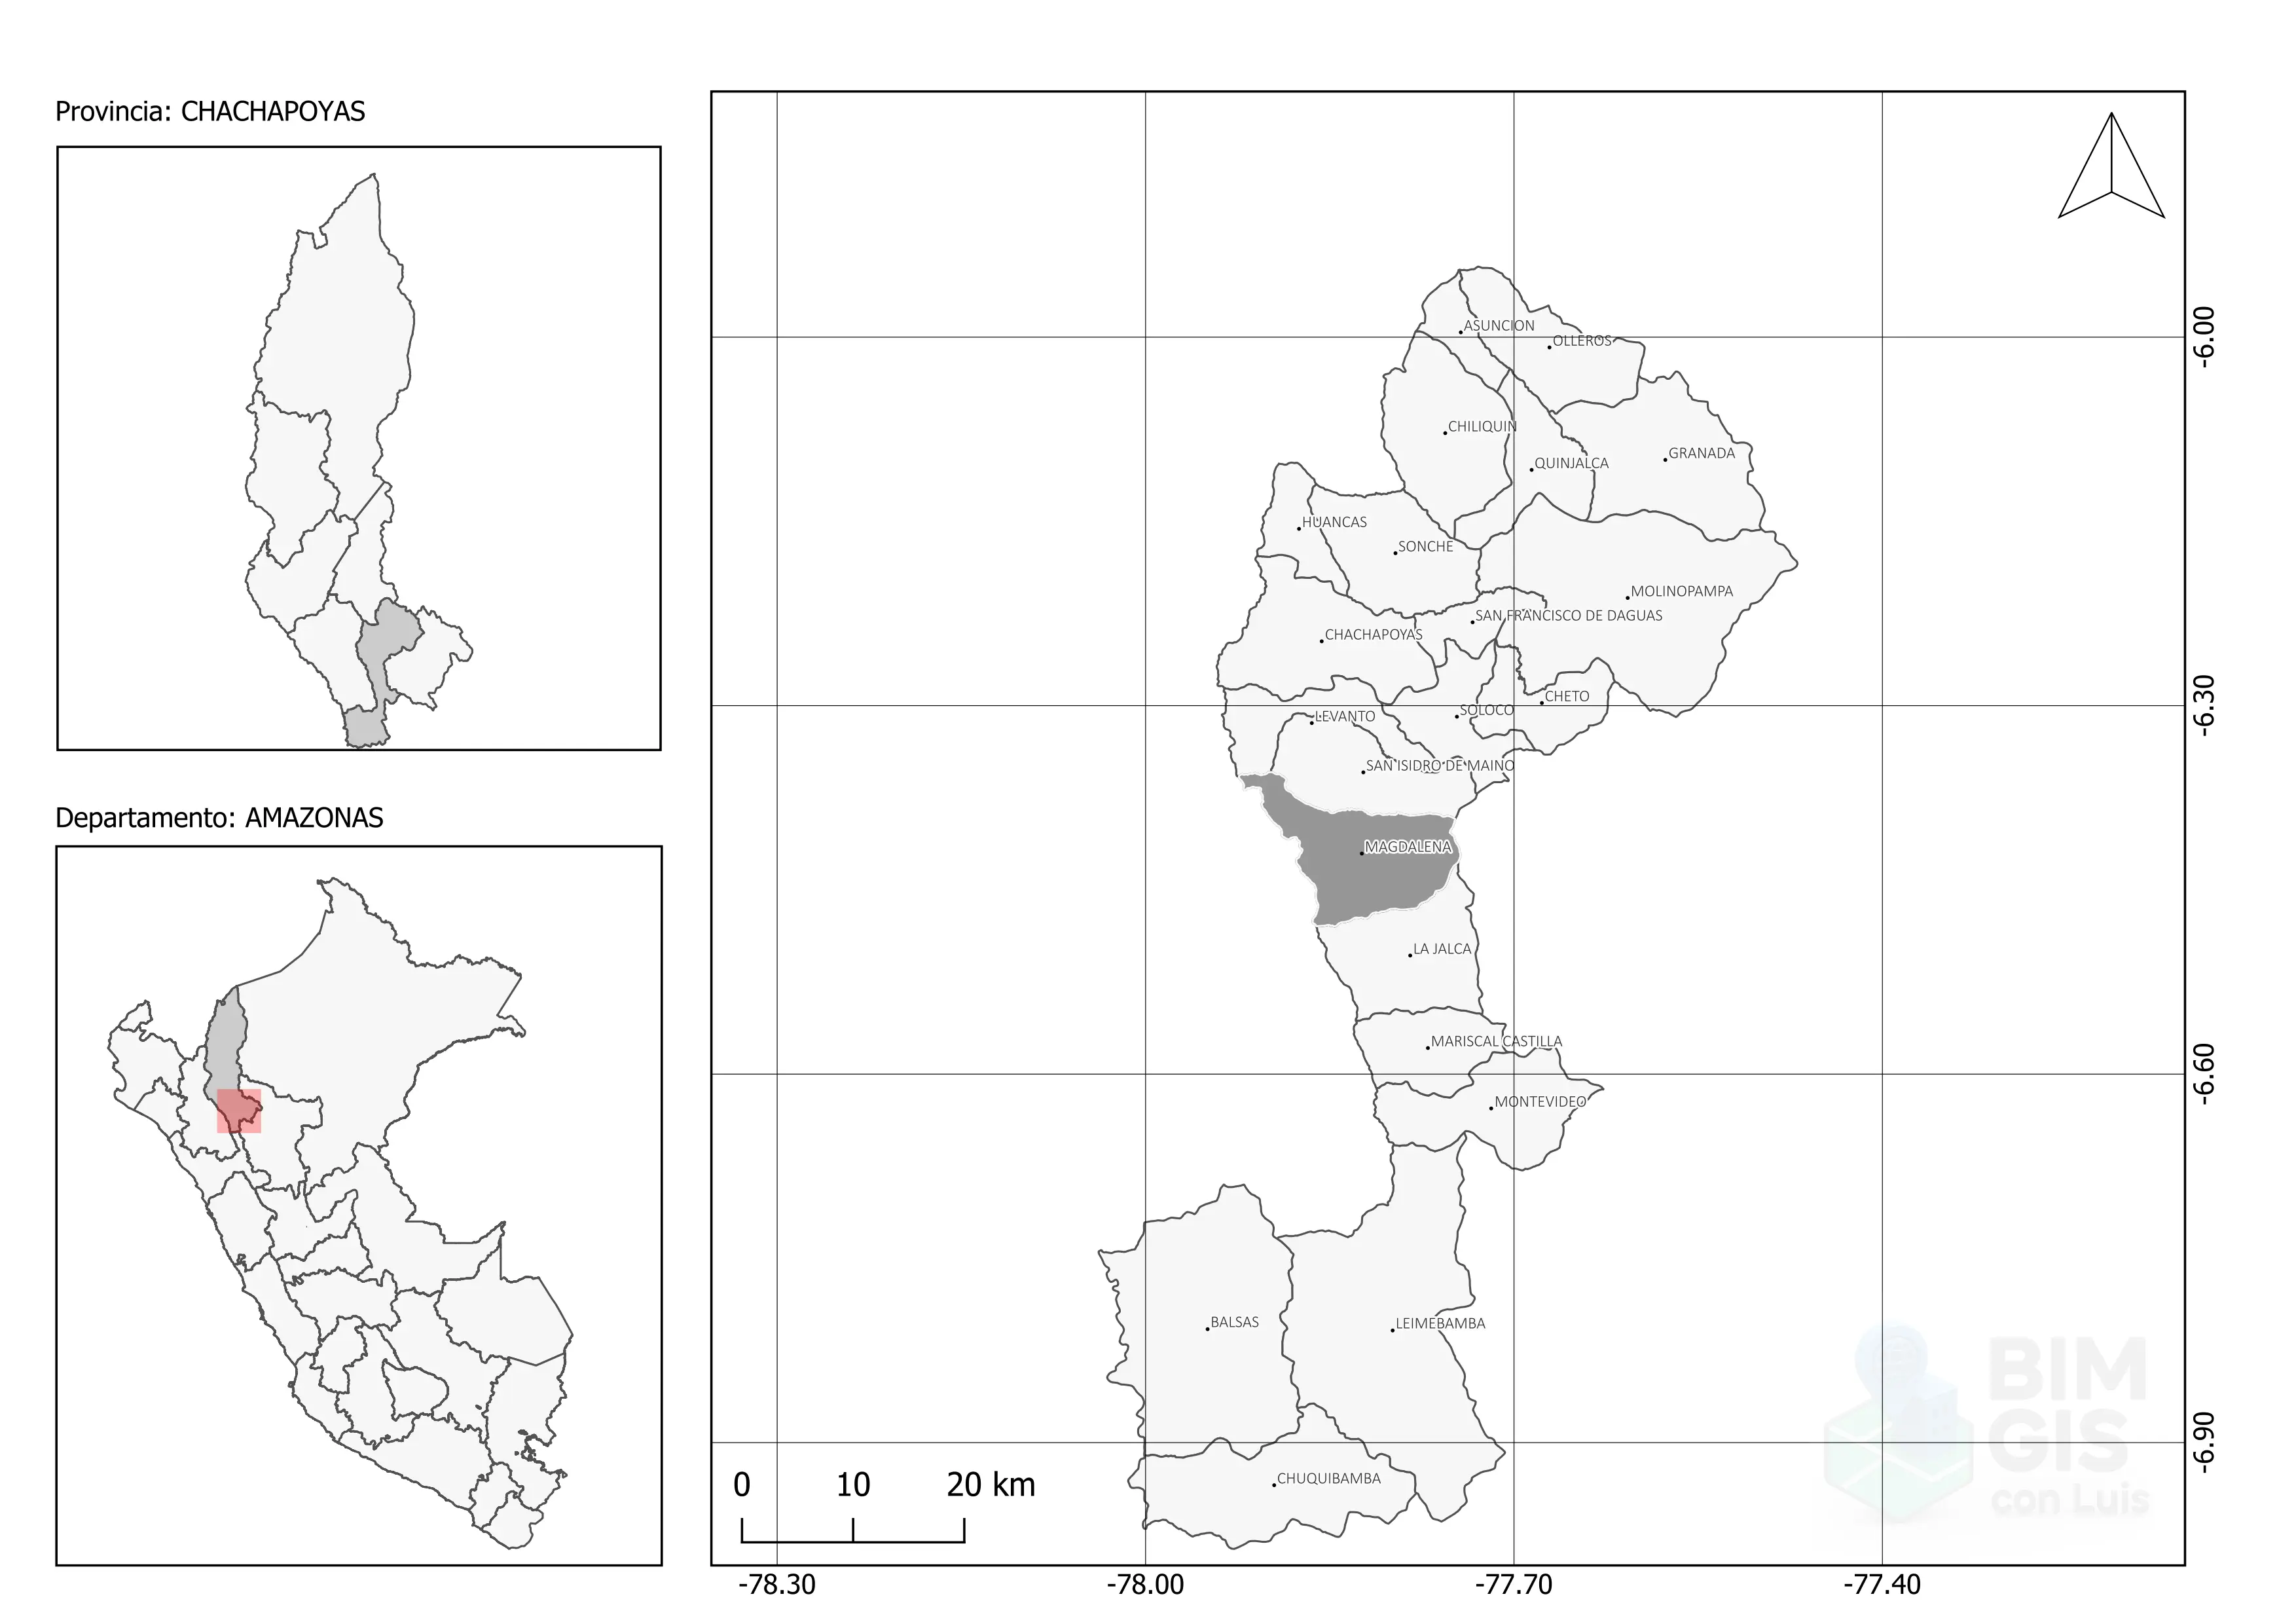 Provincia: CHACHAPOYAS
Departamento: AMAZONAS
ASUNCION
OLLEROS
CHILIQUIN
QUINJALCA
GRANADA
HUANCAS
SONCHE
MOLINOPAMPA
SAN FRANCISCO DE DAGUAS
CHACHAPOYAS
CHETO
SOLOCO
LEVANTO
SAN ISIDRO DE MAINO
MAGDALENA
LA JALCA
MARISCAL CASTILLA
MONTEVIDEO
BALSAS
LEIMEBAMBA
CHUQUIBAMBA
0 10 20 km
BIM
GIS
con Luis
-6.00
-6.30
-6.60
-6.90
-78.30 -78.00 -77.70 -77.40